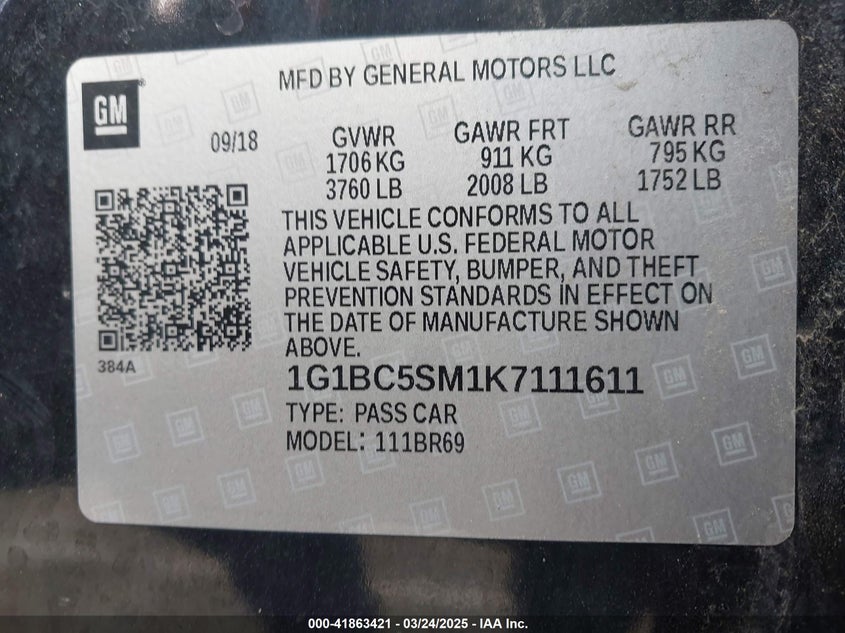 MFD BY GENERAL MOTORS LLC
GM
09/18
GVWR GAWR FRT GAWR RR
1706 KG 911 KG 795 KG
3760 LB 2008 LB 1752 LB
THIS VEHICLE CONFORMS TO ALL
APPLICABLE U.S. FEDERAL MOTOR
VEHICLE SAFETY, BUMPER, AND THEFT
PREVENTION STANDARDS IN EFFECT ON
THE DATE OF MANUFACTURE SHOWN
ABOVE.
384A
1G1BC5SM1K7111611
TYPE: PASS CAR
MODEL: 111BR69
000-41863421 - 03/24/2025 - IAA Inc.